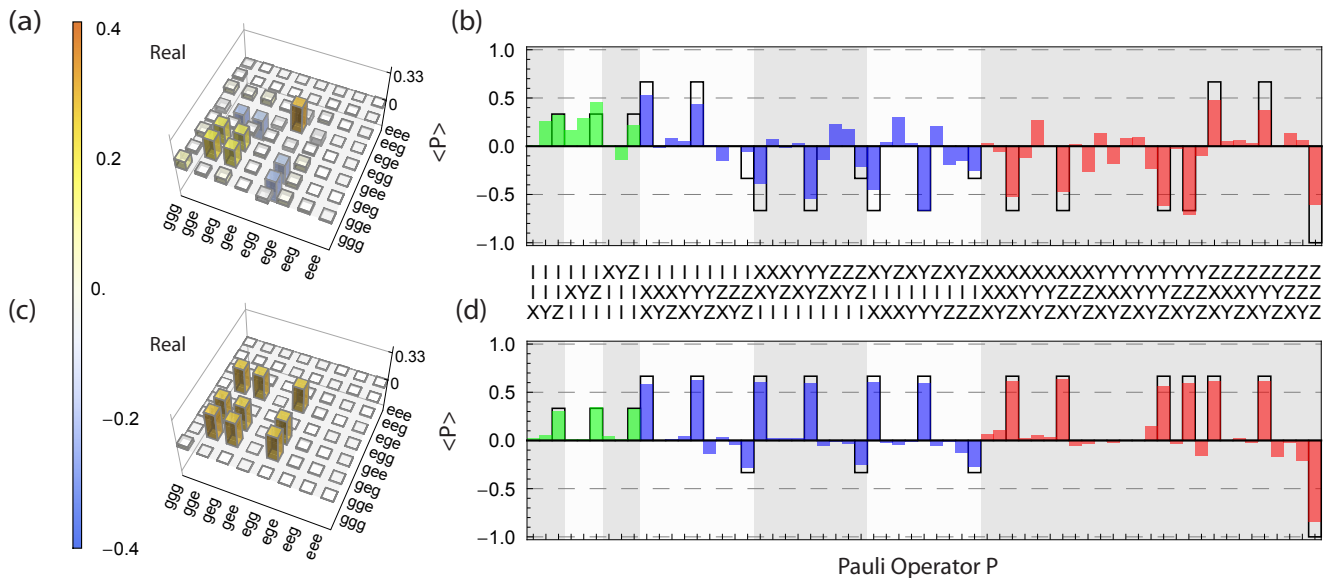 (a)
0.4
0.2
0.
−0.2
−0.4
Real
0.33
0
eee
eeg
ege
egg
gee
geg
gge
ggg
ggg
gge
geg
gee
egg
ege
eeg
eee
(b)
1.0
0.5
0.0
−0.5
−1.0
<P>
IIIIIIXYZIIIIIIIIIXXXYYYZZZXYZXYZXYZXXXXXXXXXYYYYYYYYYZZZZZZZZZ
IIIXYZIIIXXXYYYZZZXYZXYZXYZIIIIIIIIIXXXYYYZZZXXXYYYZZZXXXYYYZZZ
XYZIIIIIIXYZXYZXYZIIIIIIIIIXXXYYYZZZXYZXYZXYZXYZXYZXYZXYZXYZXYZ
(c)
Real
0.33
0
eee
eeg
ege
egg
gee
geg
gge
ggg
ggg
gge
geg
gee
egg
ege
eeg
eee
(d)
1.0
0.5
0.0
−0.5
−1.0
<P>
Pauli Operator P